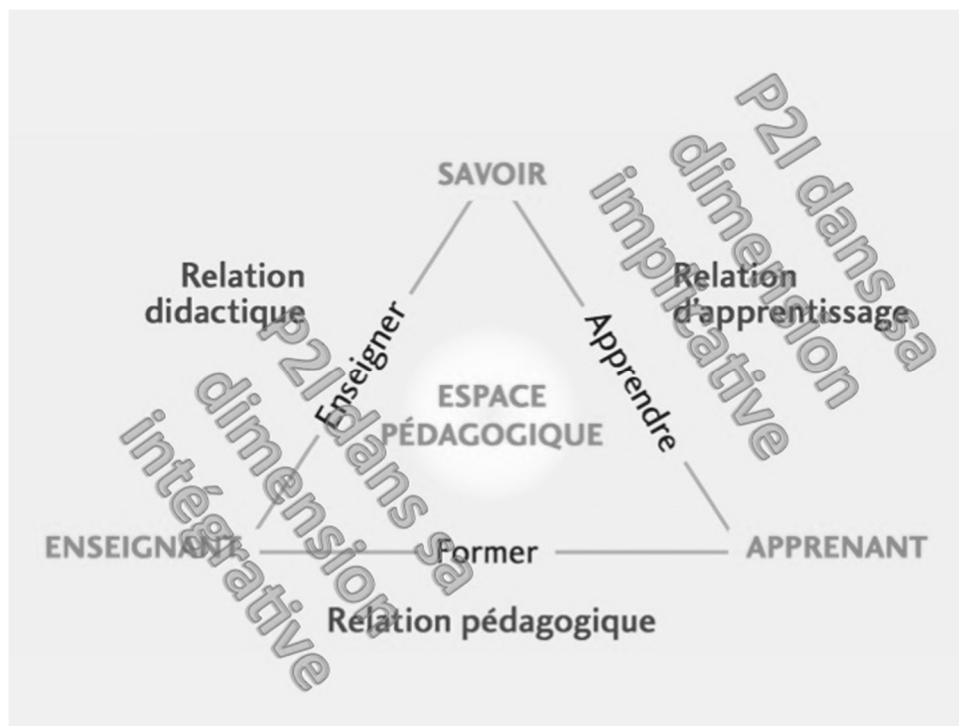 SAVOIR
P2I dans sa
dimension
implicative
Relation
didactique
Relation
d'apprentissage
Enseigner
Apprendre
ESPACE
PÉDAGOGIQUE
P2I dans sa
dimension
intégrative
ENSEIGNANT
Former
APPRENANT
Relation pédagogique